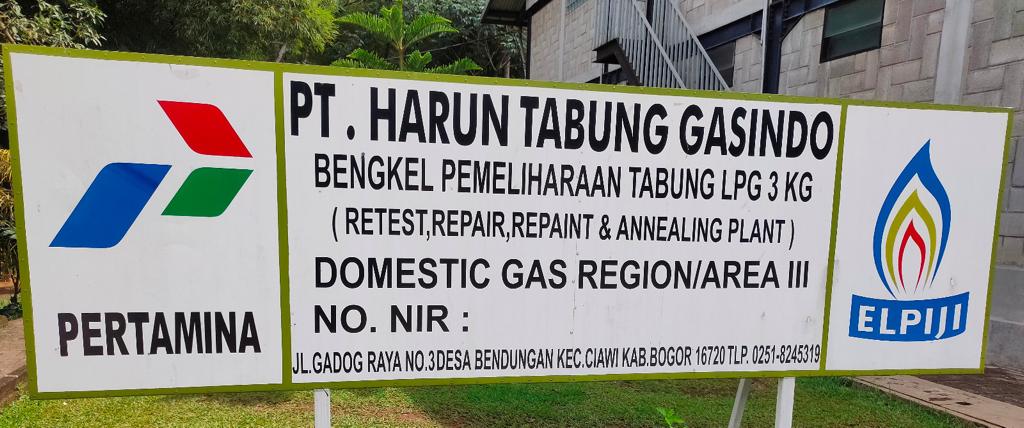 PERTAMINA
PT . HARUN TABUNG GASINDO
BENGKEL PEMELIHARAAN TABUNG LPG 3 KG
( RETEST,REPAIR,REPAINT & ANNEALING PLANT )
DOMESTIC GAS REGION/AREA III
NO. NIR :
JL.GADOG RAYA NO.3DESA BENDUNGAN KEC.CIAWI KAB.BOGOR 16720 TLP. 0251-8245319
ELPIJI